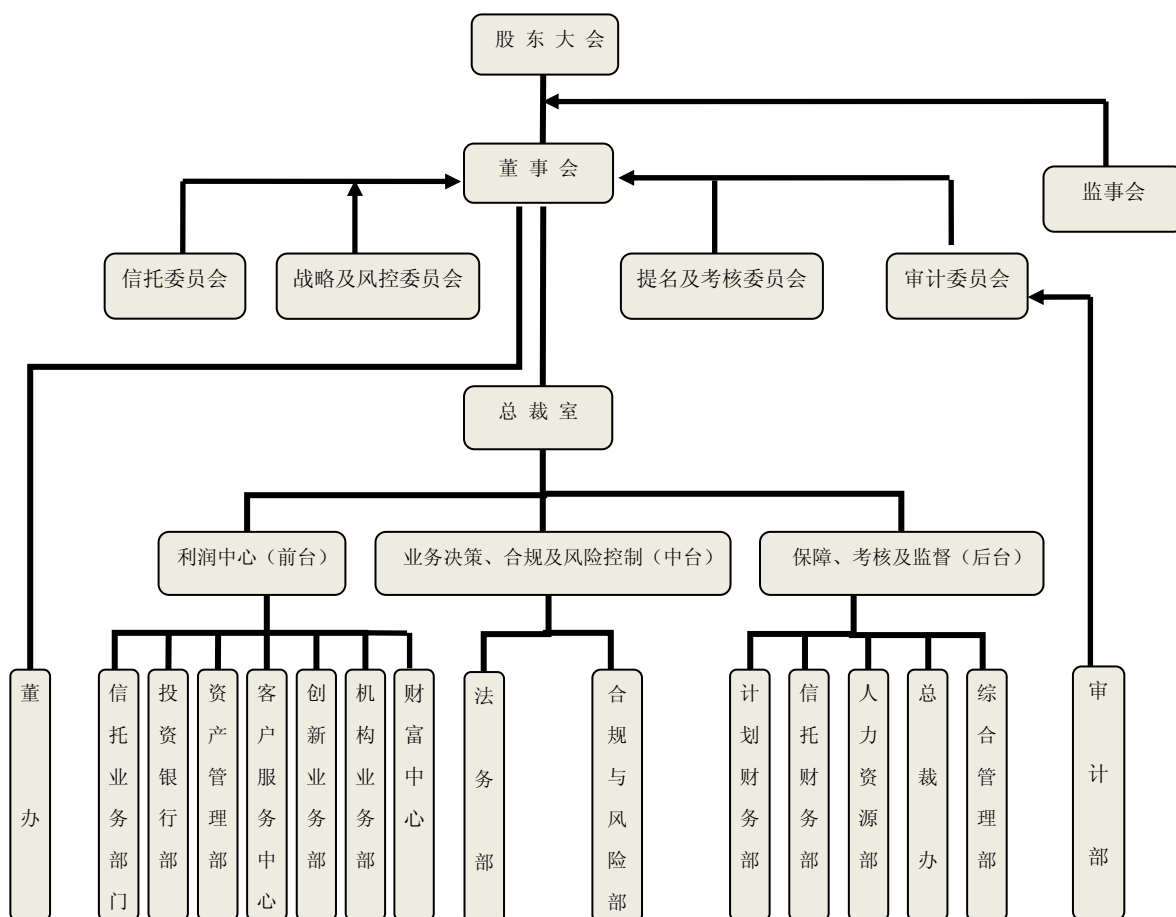 股 东 大 会
董 事 会
监事会
信托委员会
战略及风控委员会
提名及考核委员会
审计委员会
总 裁 室
利润中心（前台）
业务决策、合规及风险控制（中台）
保障、考核及监督（后台）
董办
信托业务部门
投资银行部
资产管理部
客户服务中心
创新业务部
机构业务部
财富中心
法务部
合规与风险部
计划财务部
信托财务部
人力资源部
总裁办
综合管理部
审计部